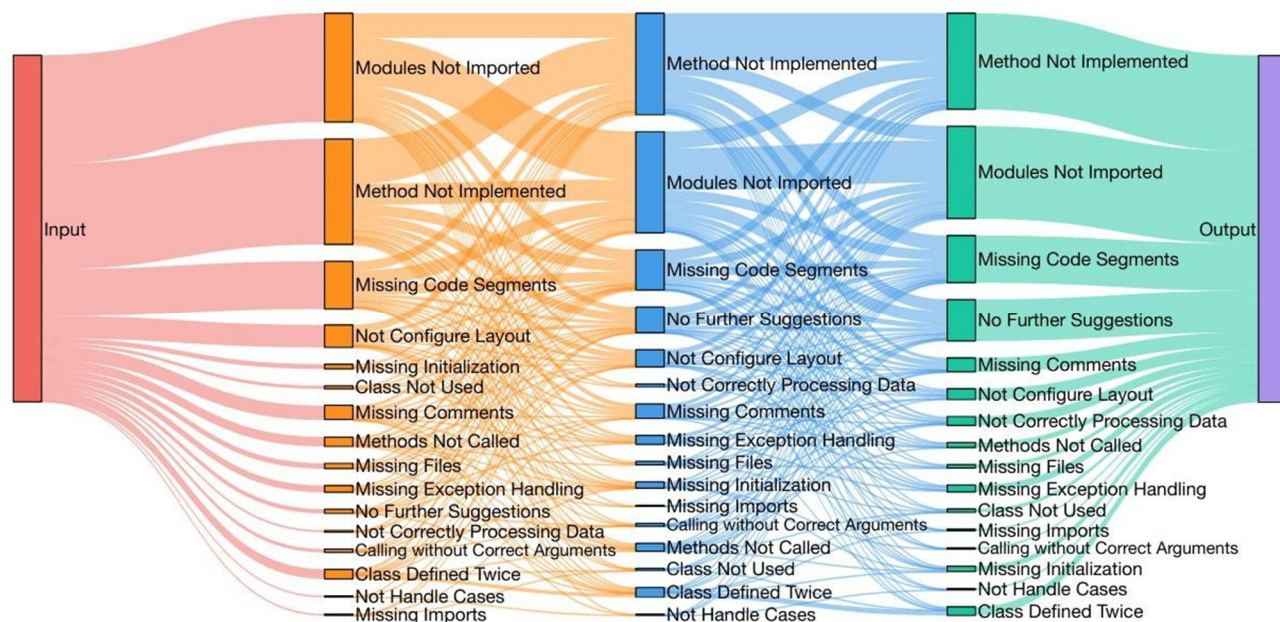 Input
Modules Not Imported
Method Not Implemented
Missing Code Segments
Not Configure Layout
Missing Initialization
Class Not Used
Missing Comments
Methods Not Called
Missing Files
Missing Exception Handling
No Further Suggestions
Not Correctly Processing Data
Calling without Correct Arguments
Class Defined Twice
Not Handle Cases
Missing Imports
Method Not Implemented
Modules Not Imported
Missing Code Segments
No Further Suggestions
Not Configure Layout
Not Correctly Processing Data
Missing Comments
Missing Exception Handling
Missing Files
Missing Initialization
Missing Imports
Calling without Correct Arguments
Methods Not Called
Class Not Used
Class Defined Twice
Not Handle Cases
Method Not Implemented
Modules Not Imported
Missing Code Segments
No Further Suggestions
Missing Comments
Not Configure Layout
Not Correctly Processing Data
Methods Not Called
Missing Files
Missing Exception Handling
Class Not Used
Missing Imports
Calling without Correct Arguments
Missing Initialization
Not Handle Cases
Class Defined Twice
Output